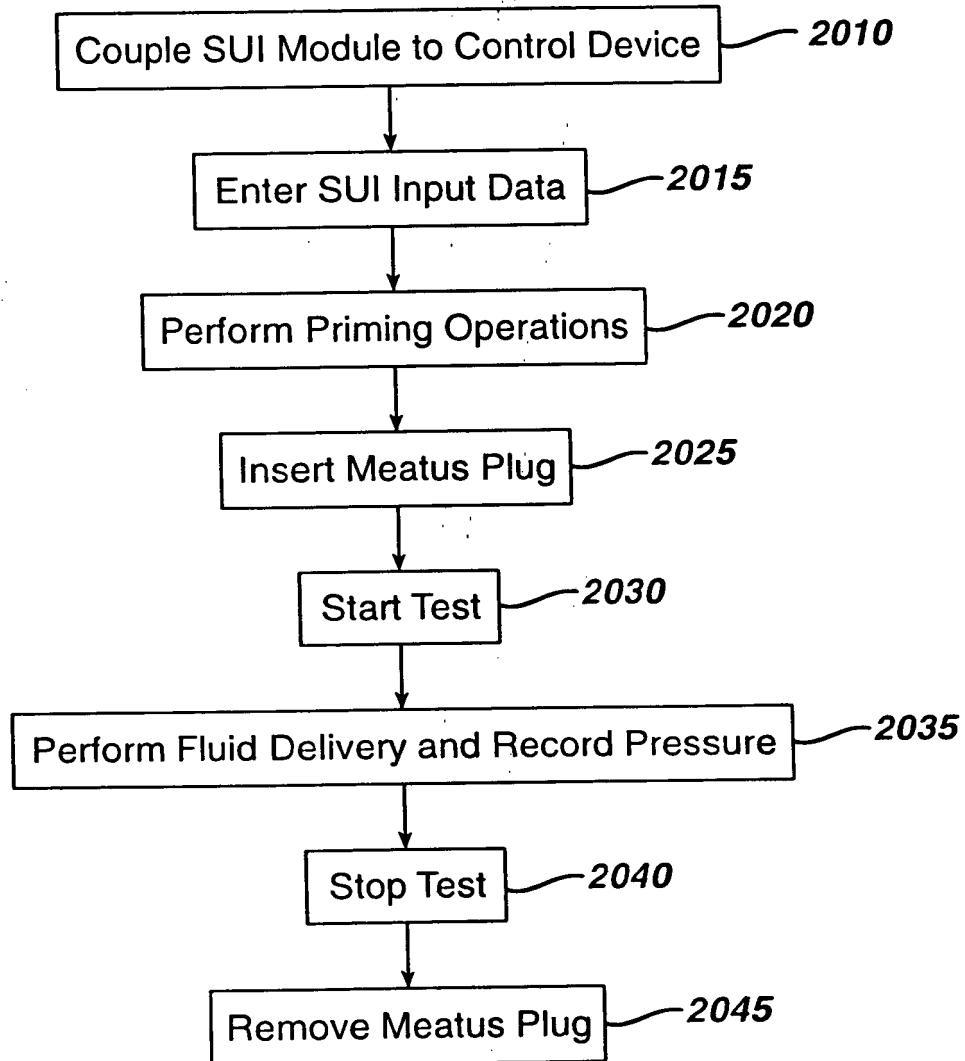 Couple SUI Module to Control Device 2010
Enter SUI Input Data 2015
Perform Priming Operations 2020
Insert Meatus Plug 2025
Start Test 2030
Perform Fluid Delivery and Record Pressure 2035
Stop Test 2040
Remove Meatus Plug 2045